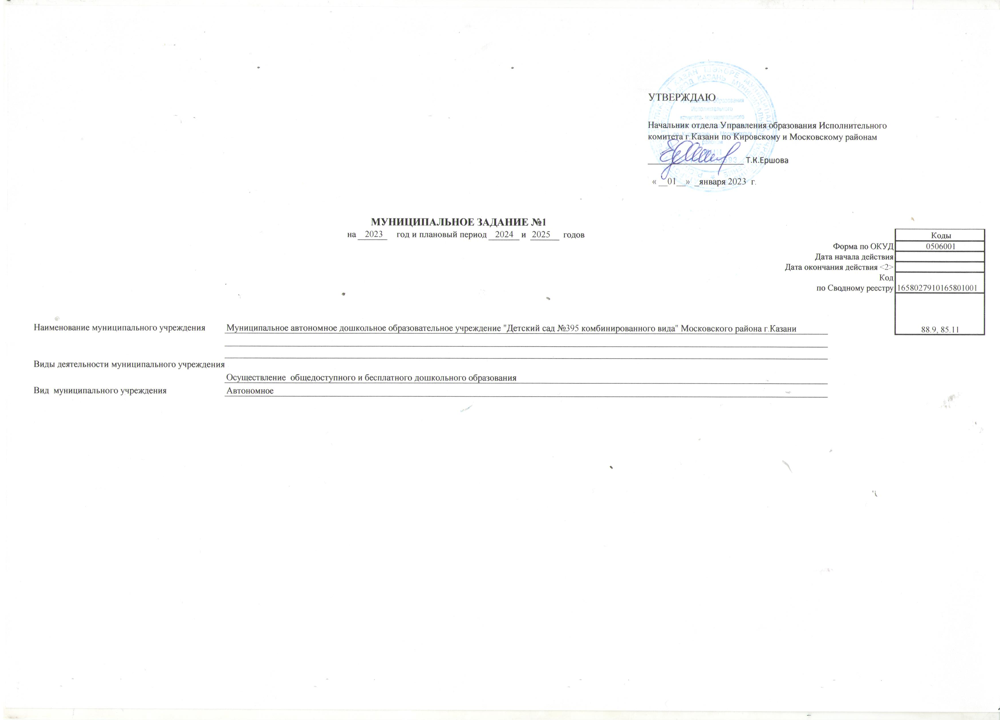 УТВЕРЖДАЮ
Начальник отдела Управления образования Исполнительного
комитета г.Казани по Кировскому и Московскому районам
Т.К.Ершова
« __01__» _января 2023 г.
МУНИЦИПАЛЬНОЕ ЗАДАНИЕ №1
на 2023 год и плановый период 2024 и 2025 годов
Коды
Форма по ОКУД 0506001
Дата начала действия
Дата окончания действия <2>
Код
по Сводному реестру 1658027910165801001
Наименование муниципального учреждения Муниципальное автономное дошкольное образовательное учреждение "Детский сад №395 комбинированного вида" Московского района г.Казани
88.9, 85.11
Виды деятельности муниципального учреждения
Осуществление общедоступного и бесплатного дошкольного образования
Вид муниципального учреждения Автономное